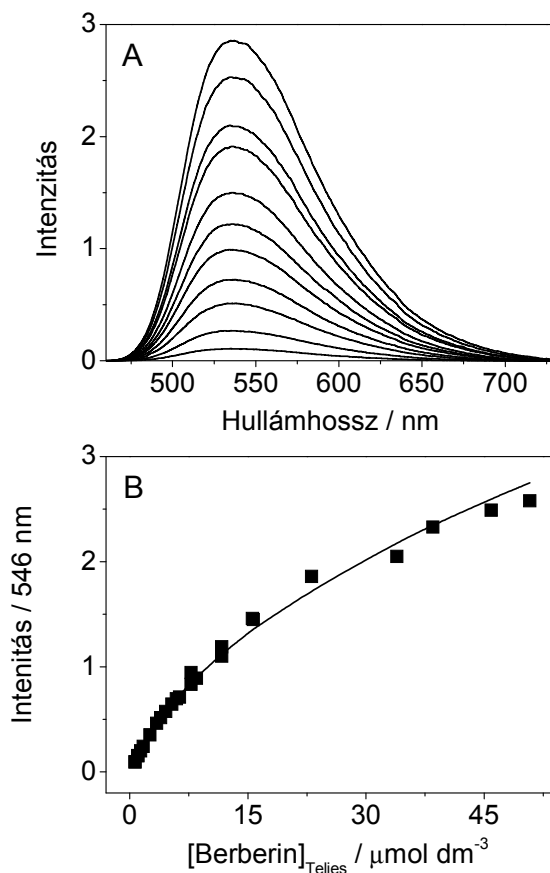 A
3
2
1
0
Intenzitás
500 550 600 650 700
Hullámhossz / nm
B
3
2
1
0
Intenitás / 546 nm
0 15 30 45
[Berberin]Teljes / μmol dm-3